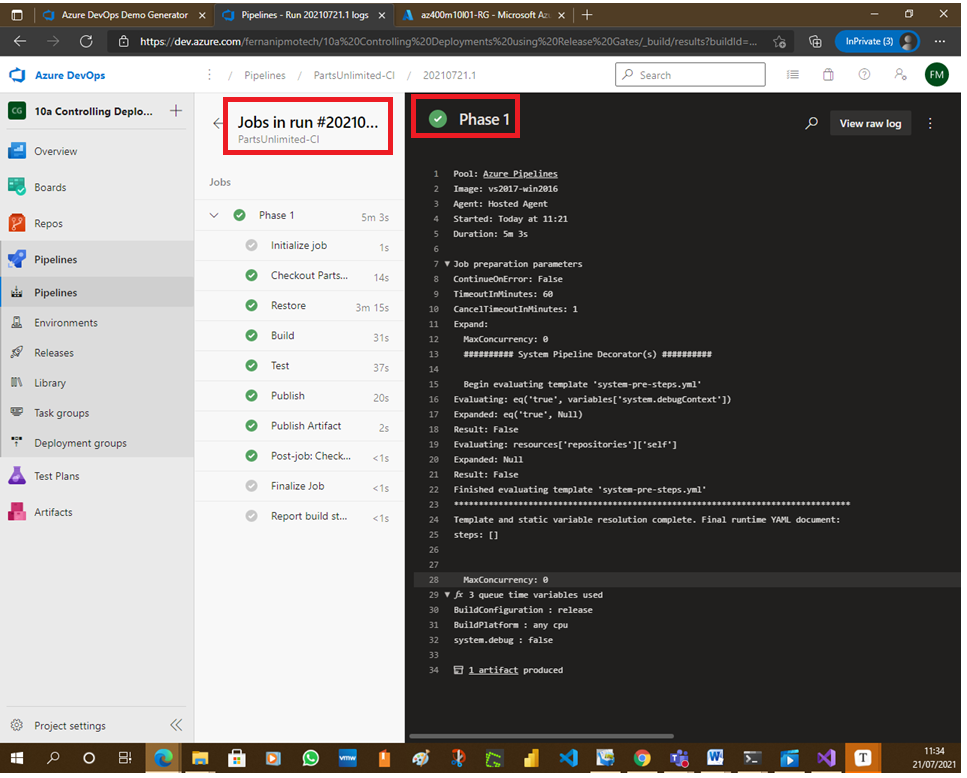 Azure DevOps Demo Generator
Pipelines - Run 20210721.1 logs
az400m10l01-RG - Microsoft Az
https://dev.azure.com/fernanipmotech/10a%20Controlling%20Deployments%20using%20Release%20Gates/_build/results?buildId=...
InPrivate (3)
Azure DevOps
/ Pipelines / PartsUnlimited-CI / 20210721.1
Search
FM
CG
10a Controlling Deplo...
Overview
Boards
Repos
Pipelines
Pipelines
Environments
Releases
Library
Task groups
Deployment groups
Test Plans
Artifacts
Project settings
Jobs in run #20210...
PartsUnlimited-CI
Jobs
Phase 1 5m 3s
Initialize job 1s
Checkout Parts... 14s
Restore 3m 15s
Build 31s
Test 37s
Publish 20s
Publish Artifact 2s
Post-job: Check... <1s
Finalize Job <1s
Report build st... <1s
Phase 1
View raw log
1 Pool: Azure Pipelines
2 Image: vs2017-win2016
3 Agent: Hosted Agent
4 Started: Today at 11:21
5 Duration: 5m 3s
6
7 Job preparation parameters
8 ContinueOnError: False
9 TimeoutInMinutes: 60
10 CancelTimeoutInMinutes: 1
11 Expand:
12 MaxConcurrency: 0
13 ########## System Pipeline Decorator(s) ##########
14
15 Begin evaluating template 'system-pre-steps.yml'
16 Evaluating: eq('true', variables['system.debugContext'])
17 Expanded: eq('true', Null)
18 Result: False
19 Evaluating: resources['repositories']['self']
20 Expanded: Null
21 Result: False
22 Finished evaluating template 'system-pre-steps.yml'
23 ********************************************************************************
24 Template and static variable resolution complete. Final runtime YAML document:
25 steps: []
26
27
28 MaxConcurrency: 0
29 fx 3 queue time variables used
30 BuildConfiguration : release
31 BuildPlatform : any cpu
32 system.debug : false
33
34 1 artifact produced
vmw
T
11:34
21/07/2021